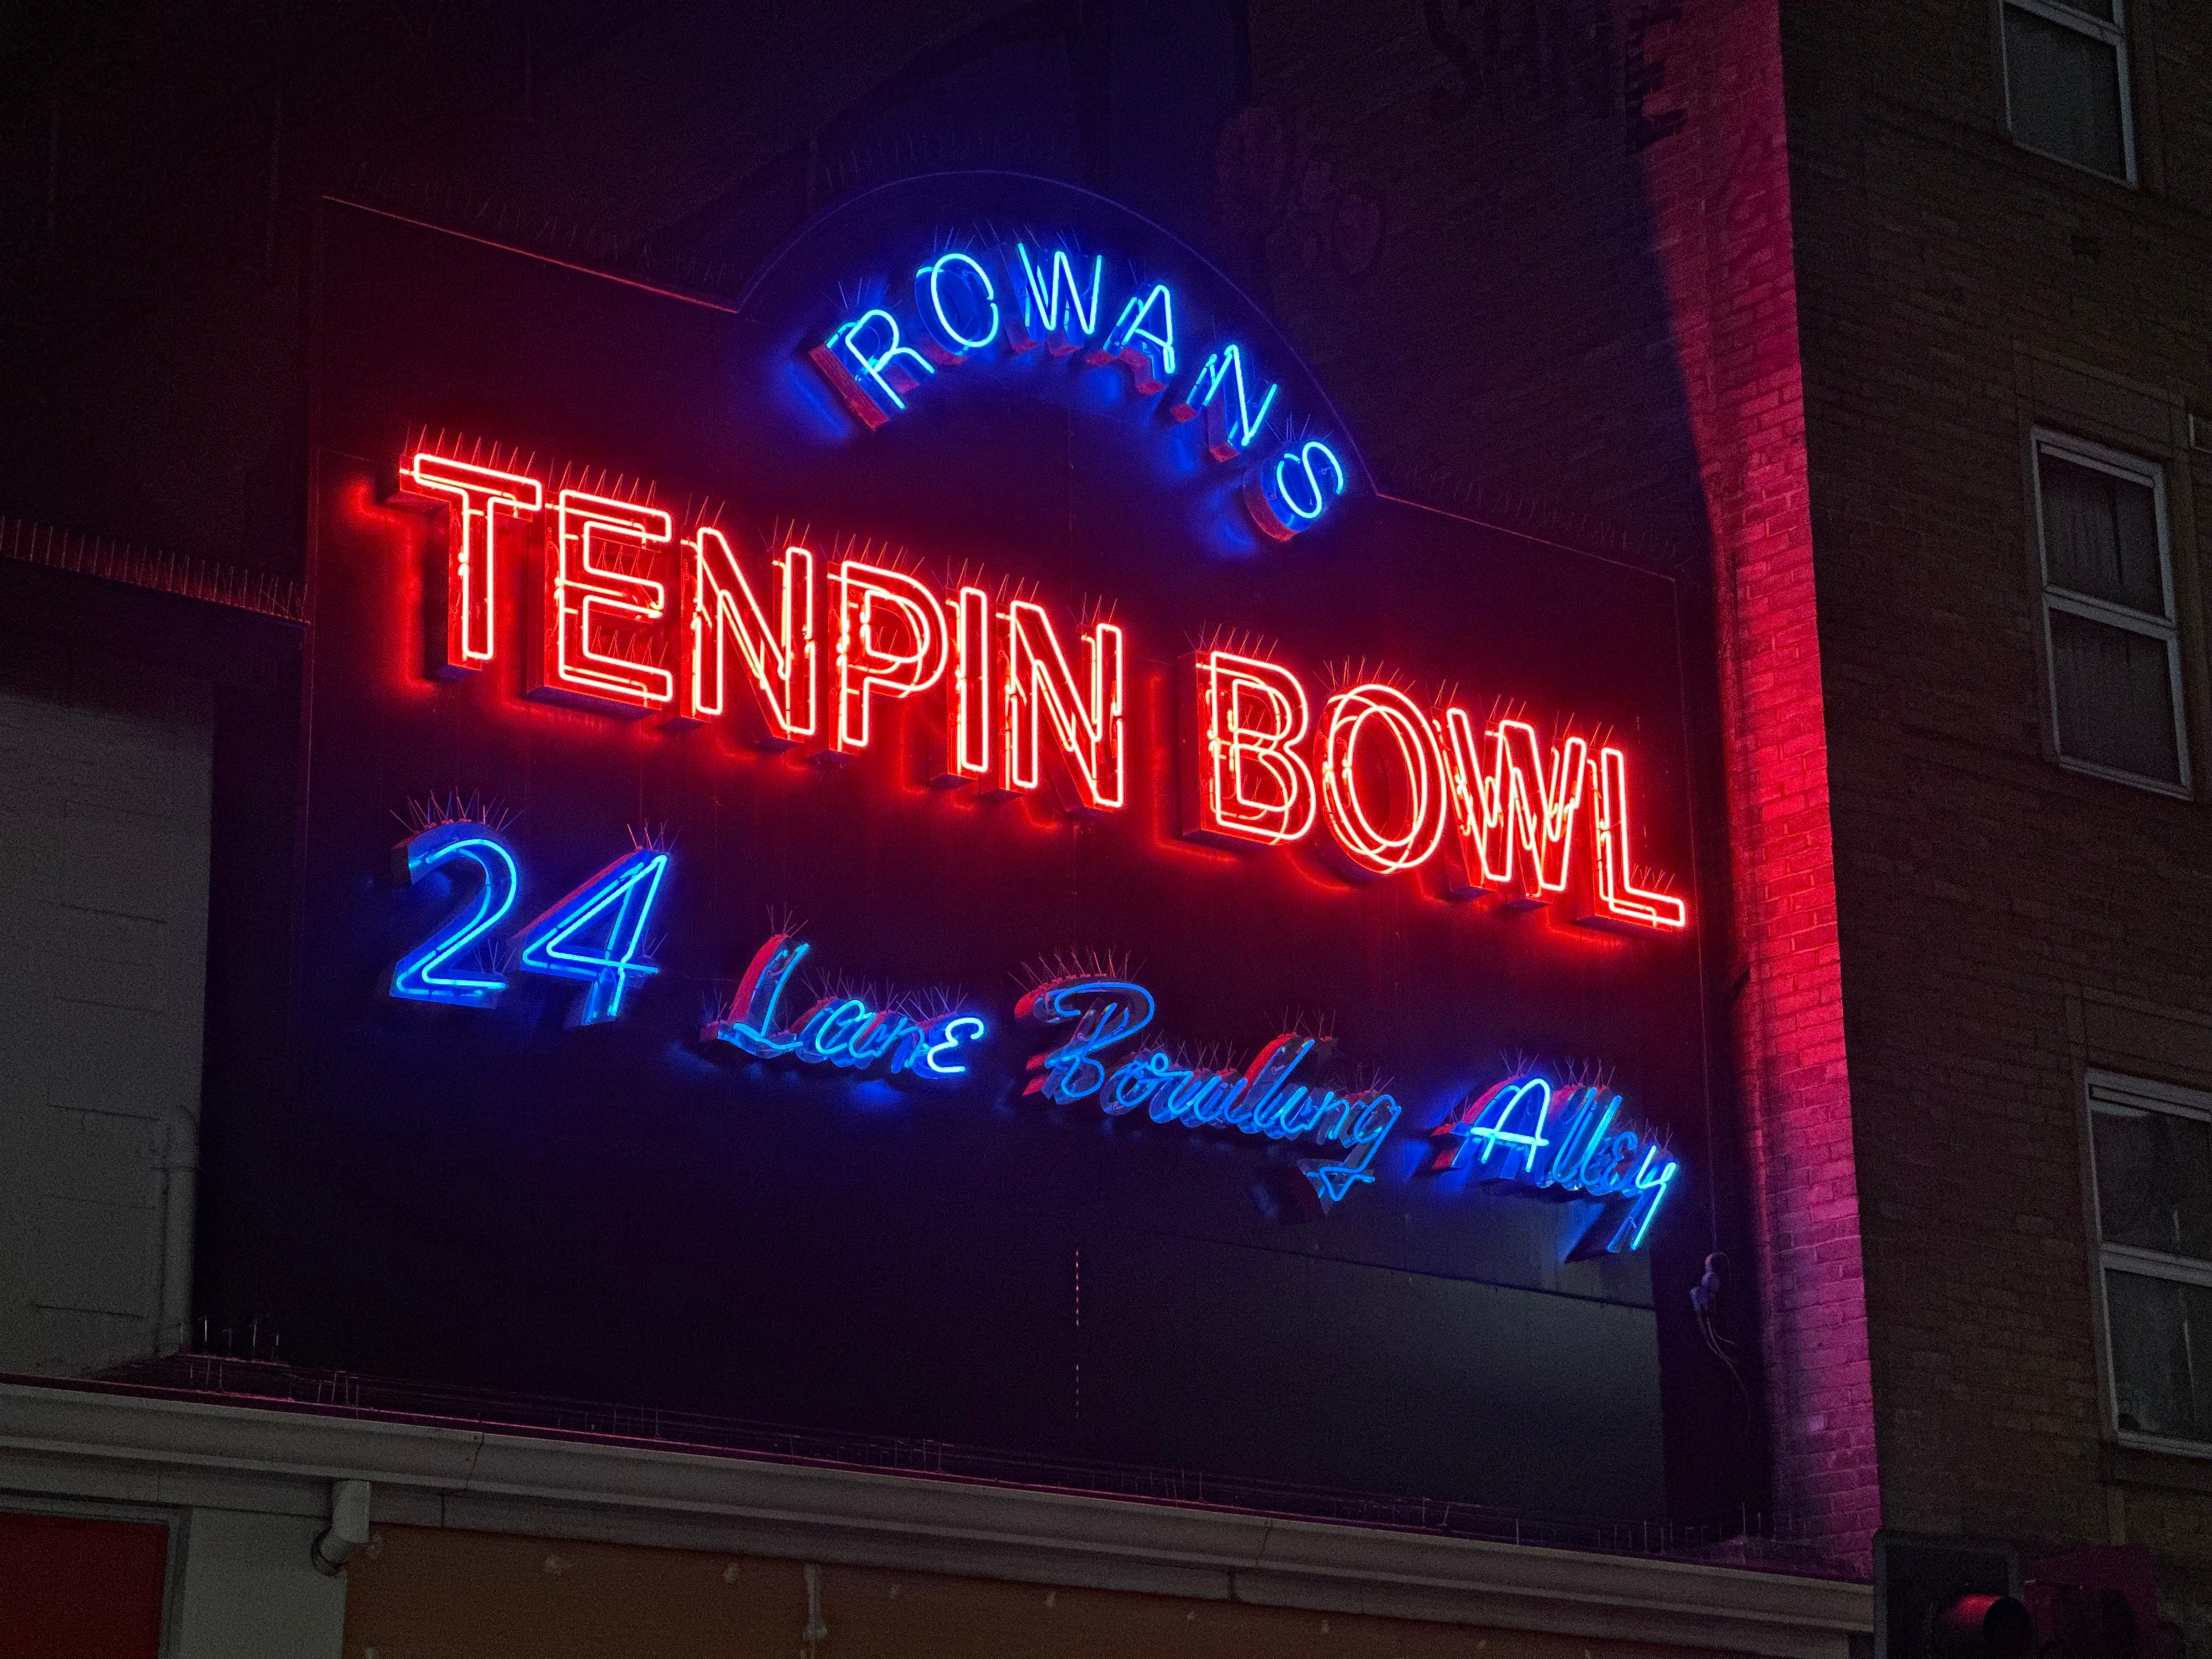 ROWANS
TENPIN BOWL
24 Lane Bowling Alley